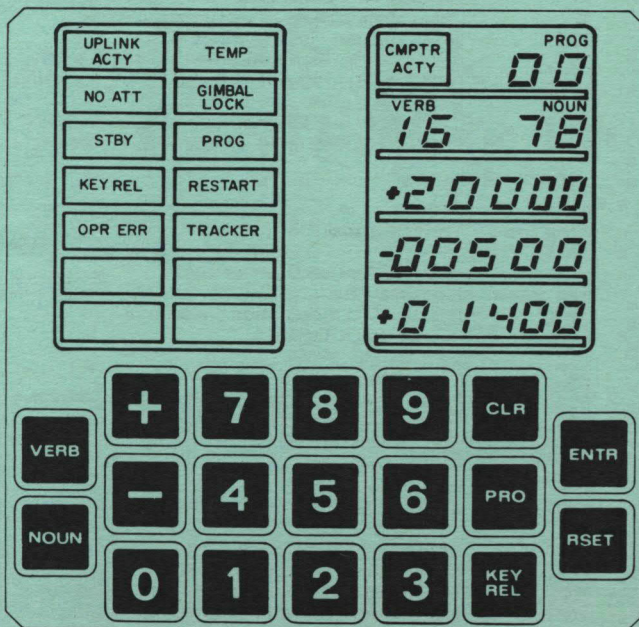 UPLINK ACTY
TEMP
NO ATT
GIMBAL LOCK
STBY
PROG
KEY REL
RESTART
OPR ERR
TRACKER
CMPTR ACTY
PROG
00
VERB
NOUN
16
78
+20000
-00500
+01400
VERB
NOUN
+
7
8
9
CLR
-
4
5
6
PRO
0
1
2
3
KEY REL
ENTR
RSET